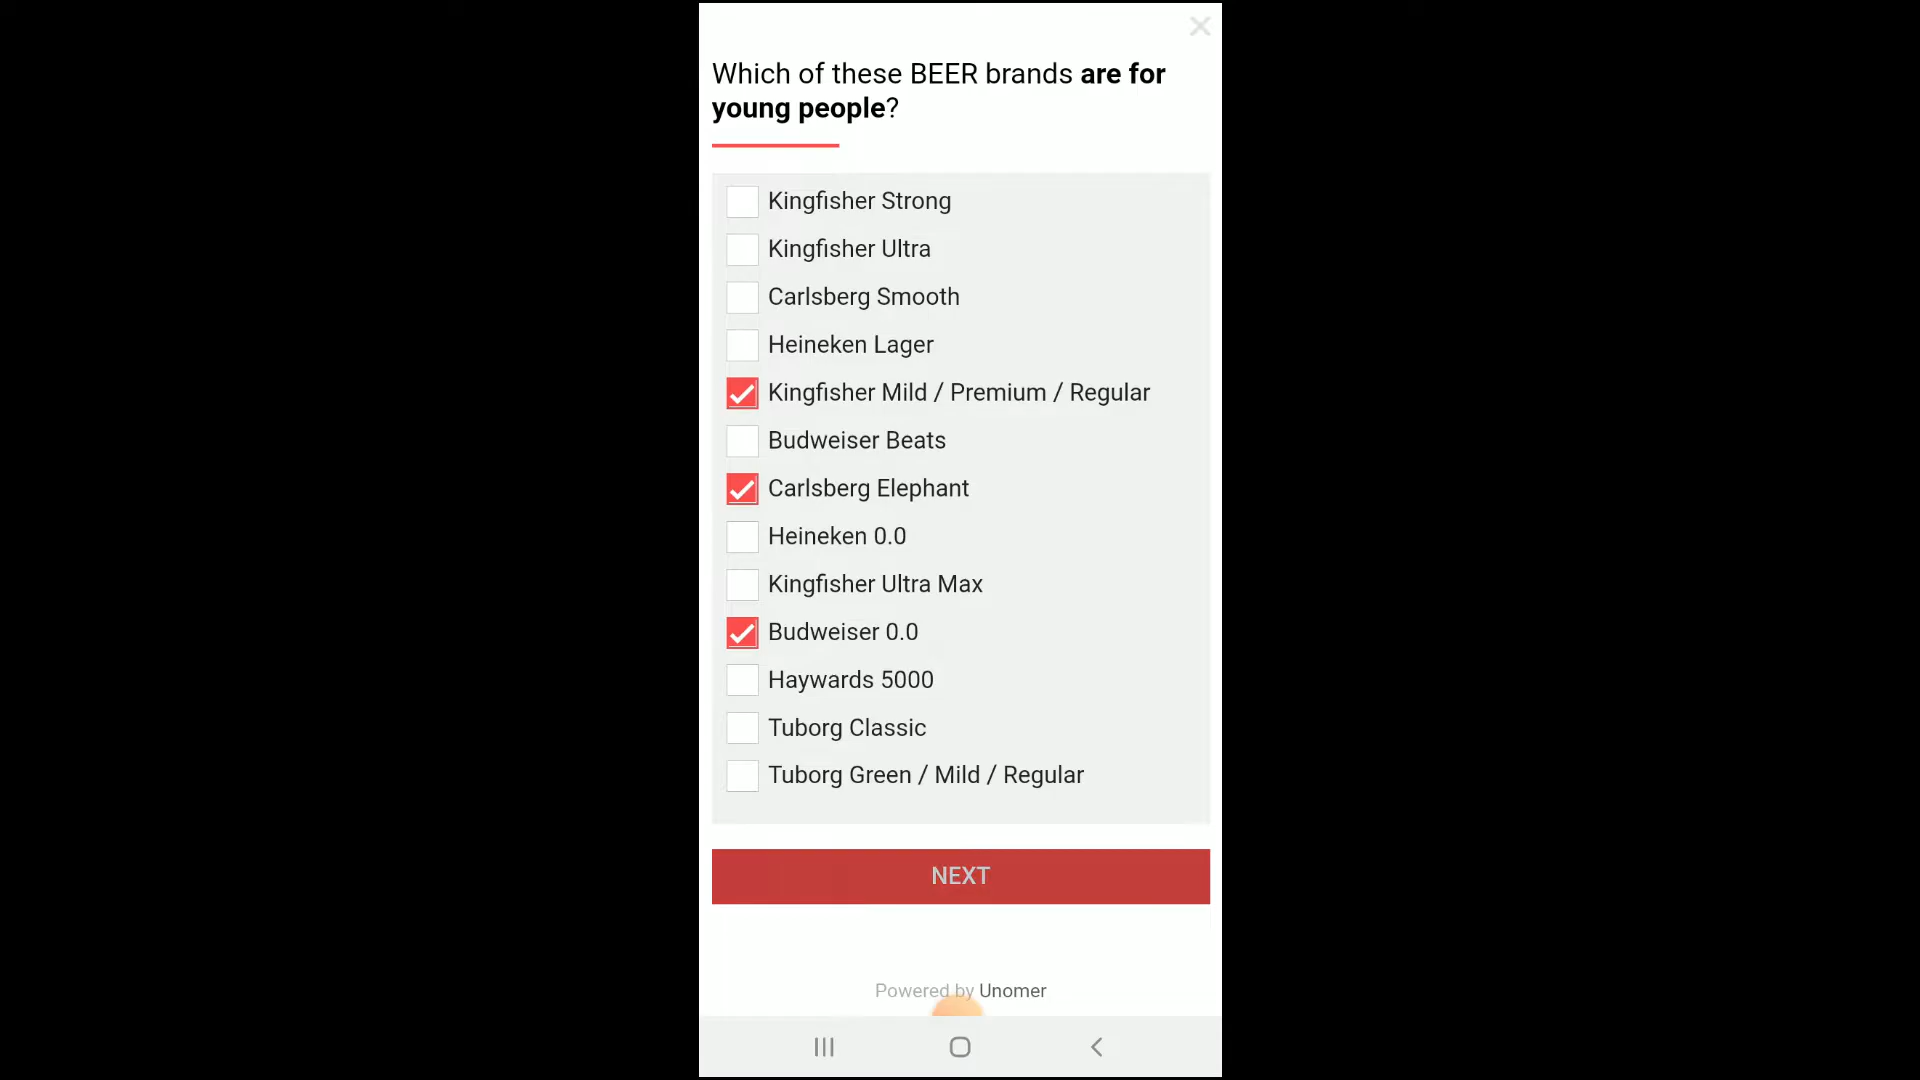 Which of these BEER brands are for
young people?
Kingfisher Strong
Kingfisher Ultra
Carlsberg Smooth
Heineken Lager
Kingfisher Mild / Premium / Regular
Budweiser Beats
Carlsberg Elephant
Heineken 0.0
Kingfisher Ultra Max
Budweiser 0.0
Haywards 5000
Tuborg Classic
Tuborg Green / Mild / Regular
NEXT
Powered by Unomer